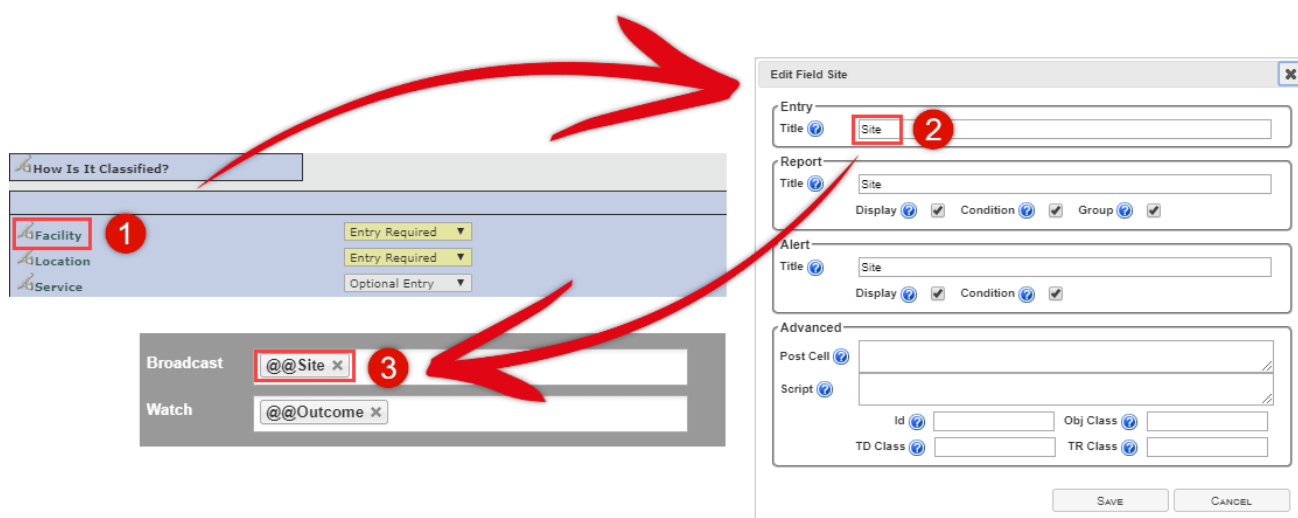 How Is It Classified?
1
Facility
Entry Required
Location
Entry Required
Service
Optional Entry
Broadcast
@@Site ×
3
Watch
@@Outcome ×
Edit Field Site
Entry
Title
Site
2
Report
Title
Site
Display
Condition
Group
Alert
Title
Site
Display
Condition
Advanced
Post Cell
Script
Id
Obj Class
TD Class
TR Class
SAVE
CANCEL